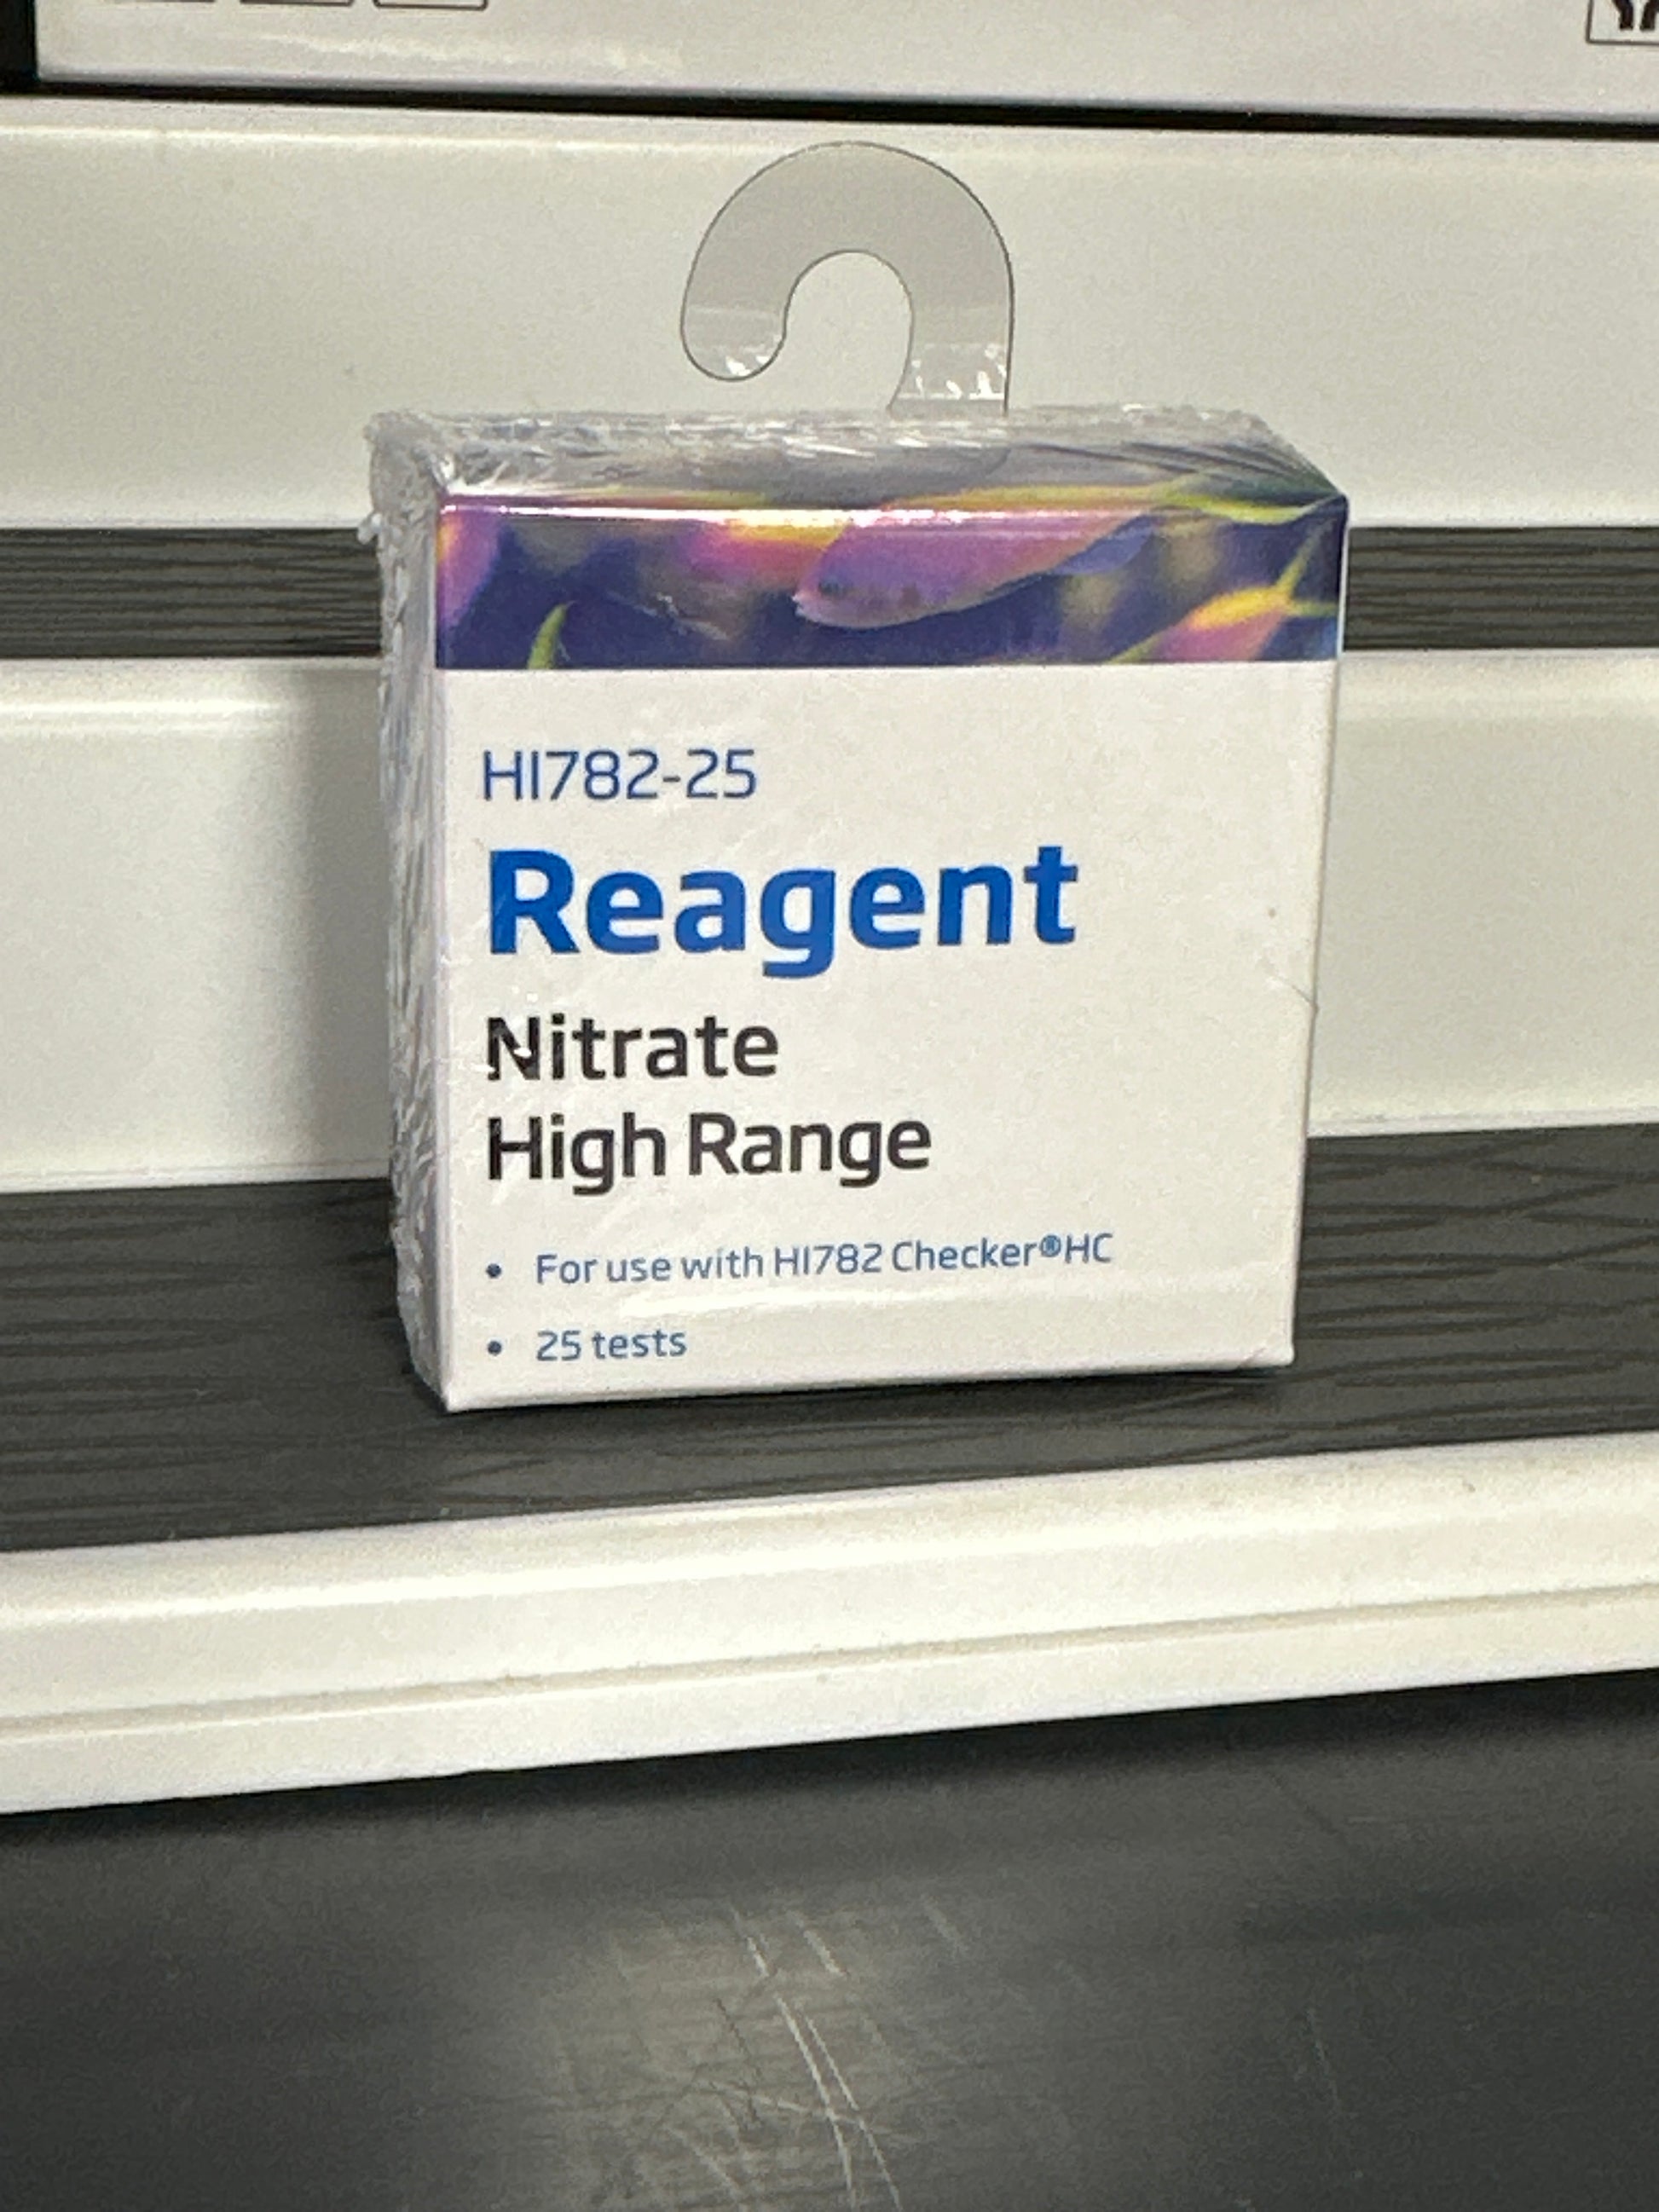 HI782-25
Reagent
Nitrate
High Range
• For use with HI782 Checker®HC
• 25 tests